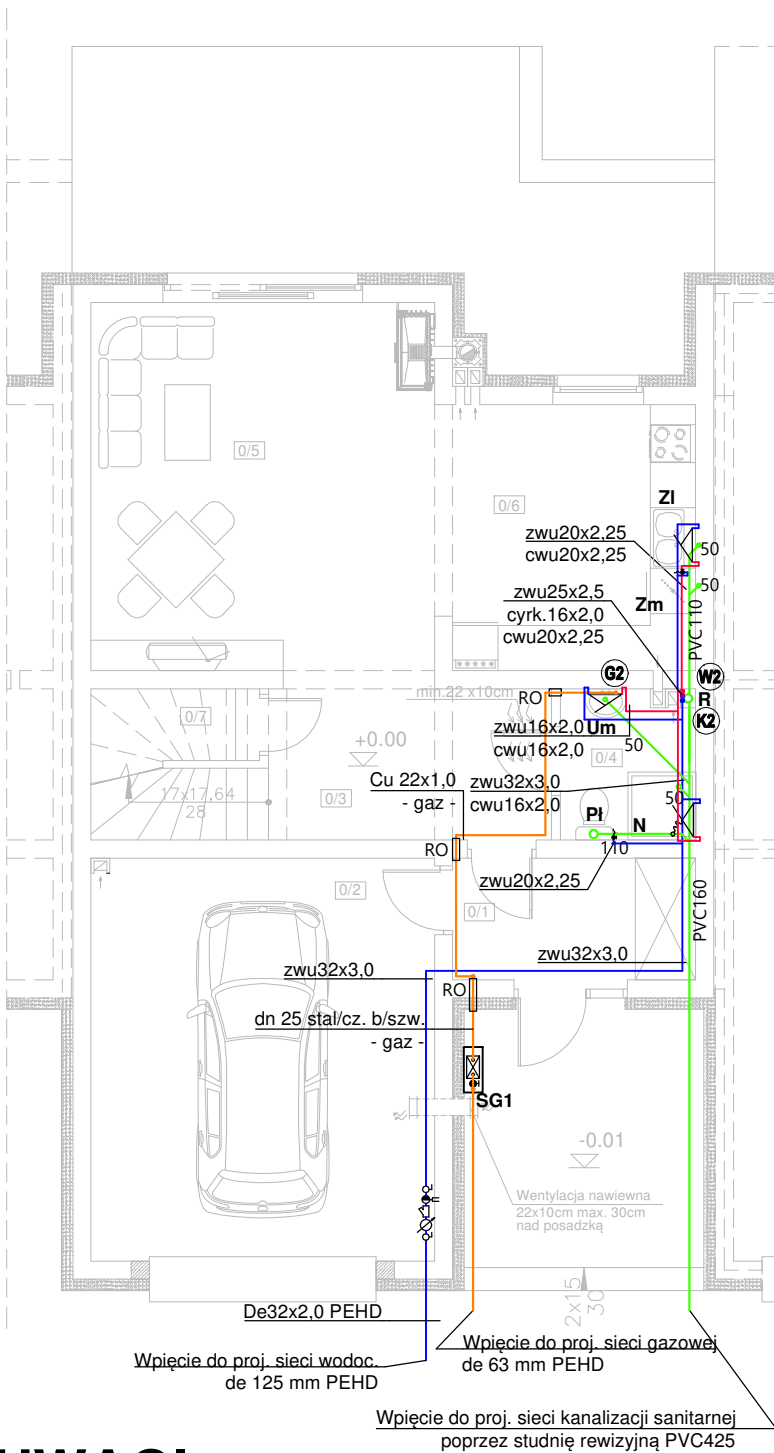 0/5
0/6
Zl
zwu20x2,25
cwu20x2,25
50
50
zwu25x2,5
cyrk.16x2,0
cwu20x2,25
Zm
PVC110
G2
W2
R
K2
min.22 x10cm
RO
Um
zwu16x2,0
cwu16x2,0
50
0/7
+0.00
0/4
17x17,64
28
0/3
Cu 22x1,0
- gaz -
zwu32x3,0
cwu16x2,0
50
Pł
N
110
RO
zwu20x2,25
0/2
0/1
PVC160
zwu32x3,0
zwu32x3,0
RO
dn 25 stal/cz. b/szw.
- gaz -
SG1
-0.01
Wentylacja nawiewna
22x10cm max. 30cm
nad posadzką
2x15
30
De32x2,0 PEHD
Wpięcie do proj. sieci gazowej
de 63 mm PEHD
Wpięcie do proj. sieci wodoc.
de 125 mm PEHD
Wpięcie do proj. sieci kanalizacji sanitarnej
poprzez studnię rewizyjną PVC425
UWAGI